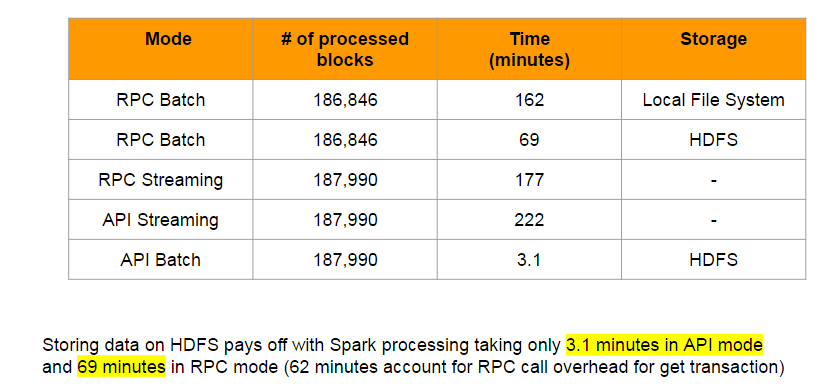 Mode # of processed blocks Time (minutes) Storage
RPC Batch 186,846 162 Local File System
RPC Batch 186,846 69 HDFS
RPC Streaming 187,990 177 -
API Streaming 187,990 222 -
API Batch 187,990 3.1 HDFS
Storing data on HDFS pays off with Spark processing taking only 3.1 minutes in API mode
and 69 minutes in RPC mode (62 minutes account for RPC call overhead for get transaction)